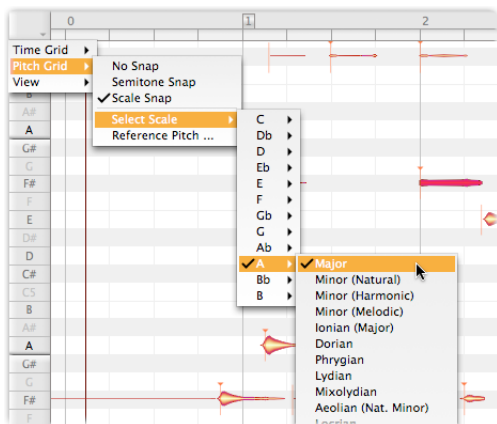 0 1 2
Time Grid
Pitch Grid
View
No Snap
Semitone Snap
Scale Snap
Select Scale
Reference Pitch ...
C
Db
D
Eb
E
F
Gb
G
Ab
A
Bb
B
Major
Minor (Natural)
Minor (Harmonic)
Minor (Melodic)
Ionian (Major)
Dorian
Phrygian
Lydian
Mixolydian
Aeolian (Nat. Minor)
Locrian
B
A#
A
G#
G
F#
F
E
D#
D
C#
C5
B
A#
A
G#
G
F#
F